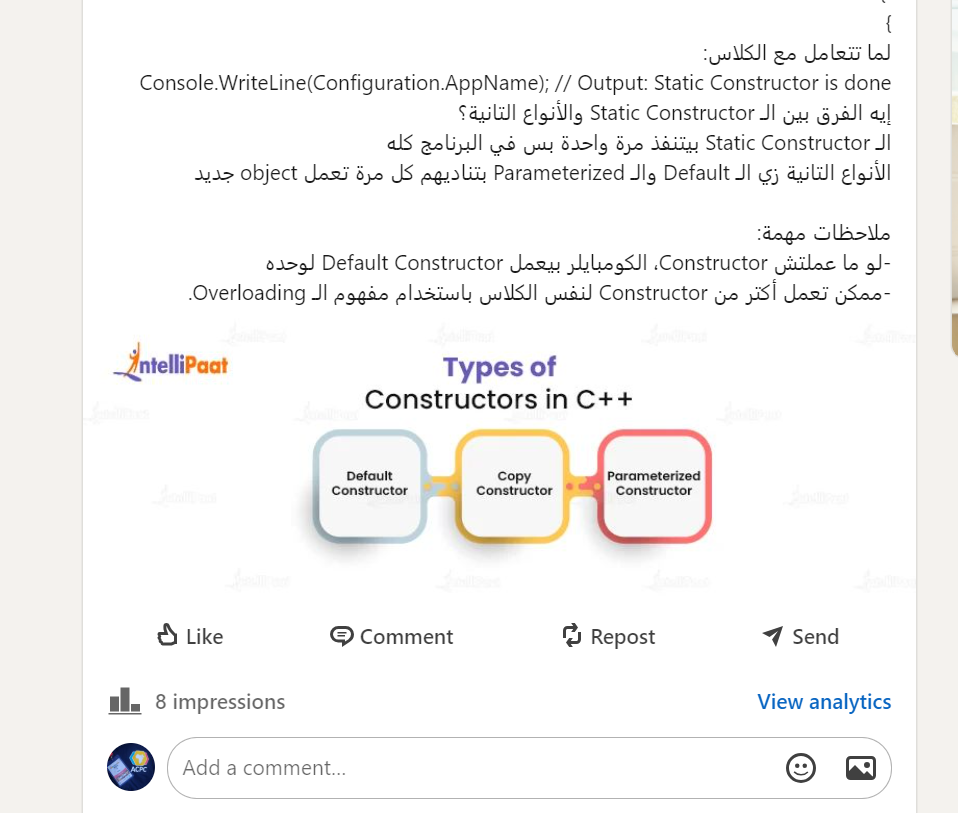 {
لما تتعامل مع الكلاس:
Console.WriteLine(Configuration.AppName); // Output: Static Constructor is done
إيه الفرق بين الـ Static Constructor والأنواع التانية؟
الـ Static Constructor بيتنفذ مرة واحدة بس في البرنامج كله
الأنواع التانية زي الـ Default والـ Parameterized بتناديهم كل مرة تعمل object جديد
ملاحظات مهمة:
-لو ما عملتش Constructor، الكومبايلر بيعمل Default Constructor لوحده
-ممكن تعمل أكتر من Constructor لنفس الكلاس باستخدام مفهوم الـ Overloading.
IntelliPaat
Types of
Constructors in C++
Default
Constructor
Copy
Constructor
Parameterized
Constructor
Like
Comment
Repost
Send
8 impressions
View analytics
ACPC
Add a comment...